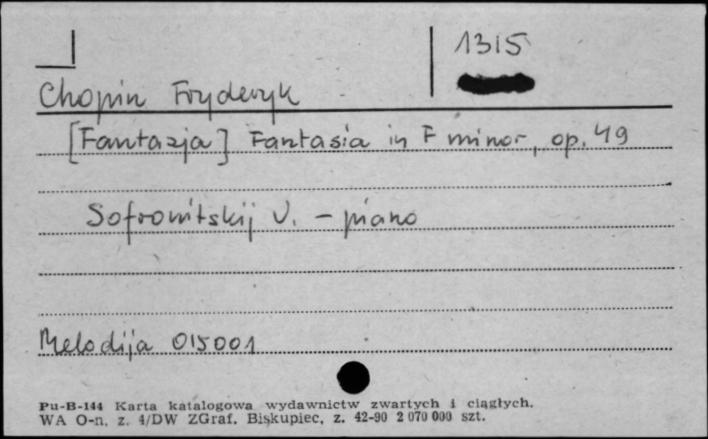 1315
Chopin Fryderyk
[Fantazja] Fantasia in F minor, op. 49
Sofronitskij V. - piano
Melodija 015001
Pu-B-144 Karta katalogowa wydawnictw zwartych i ciągłych.
WA O-n. z. 4/DW ZGraf. Biskupiec, z. 42-90 2 070 000 szt.